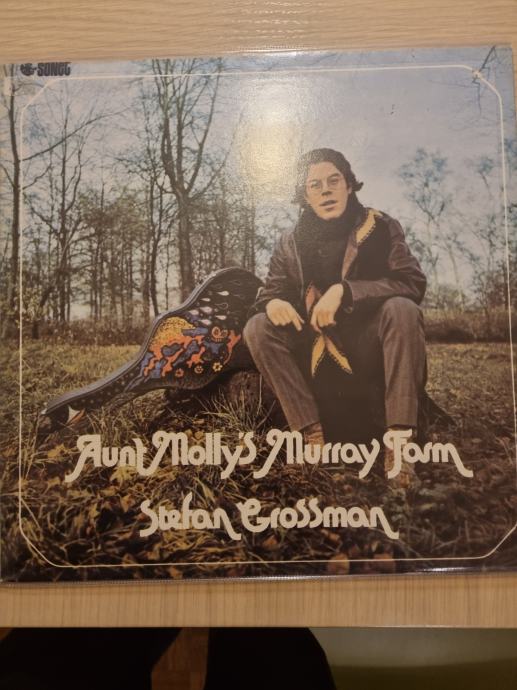 SONET
Aunt Molly's Murray Farm
Stefan Grossman